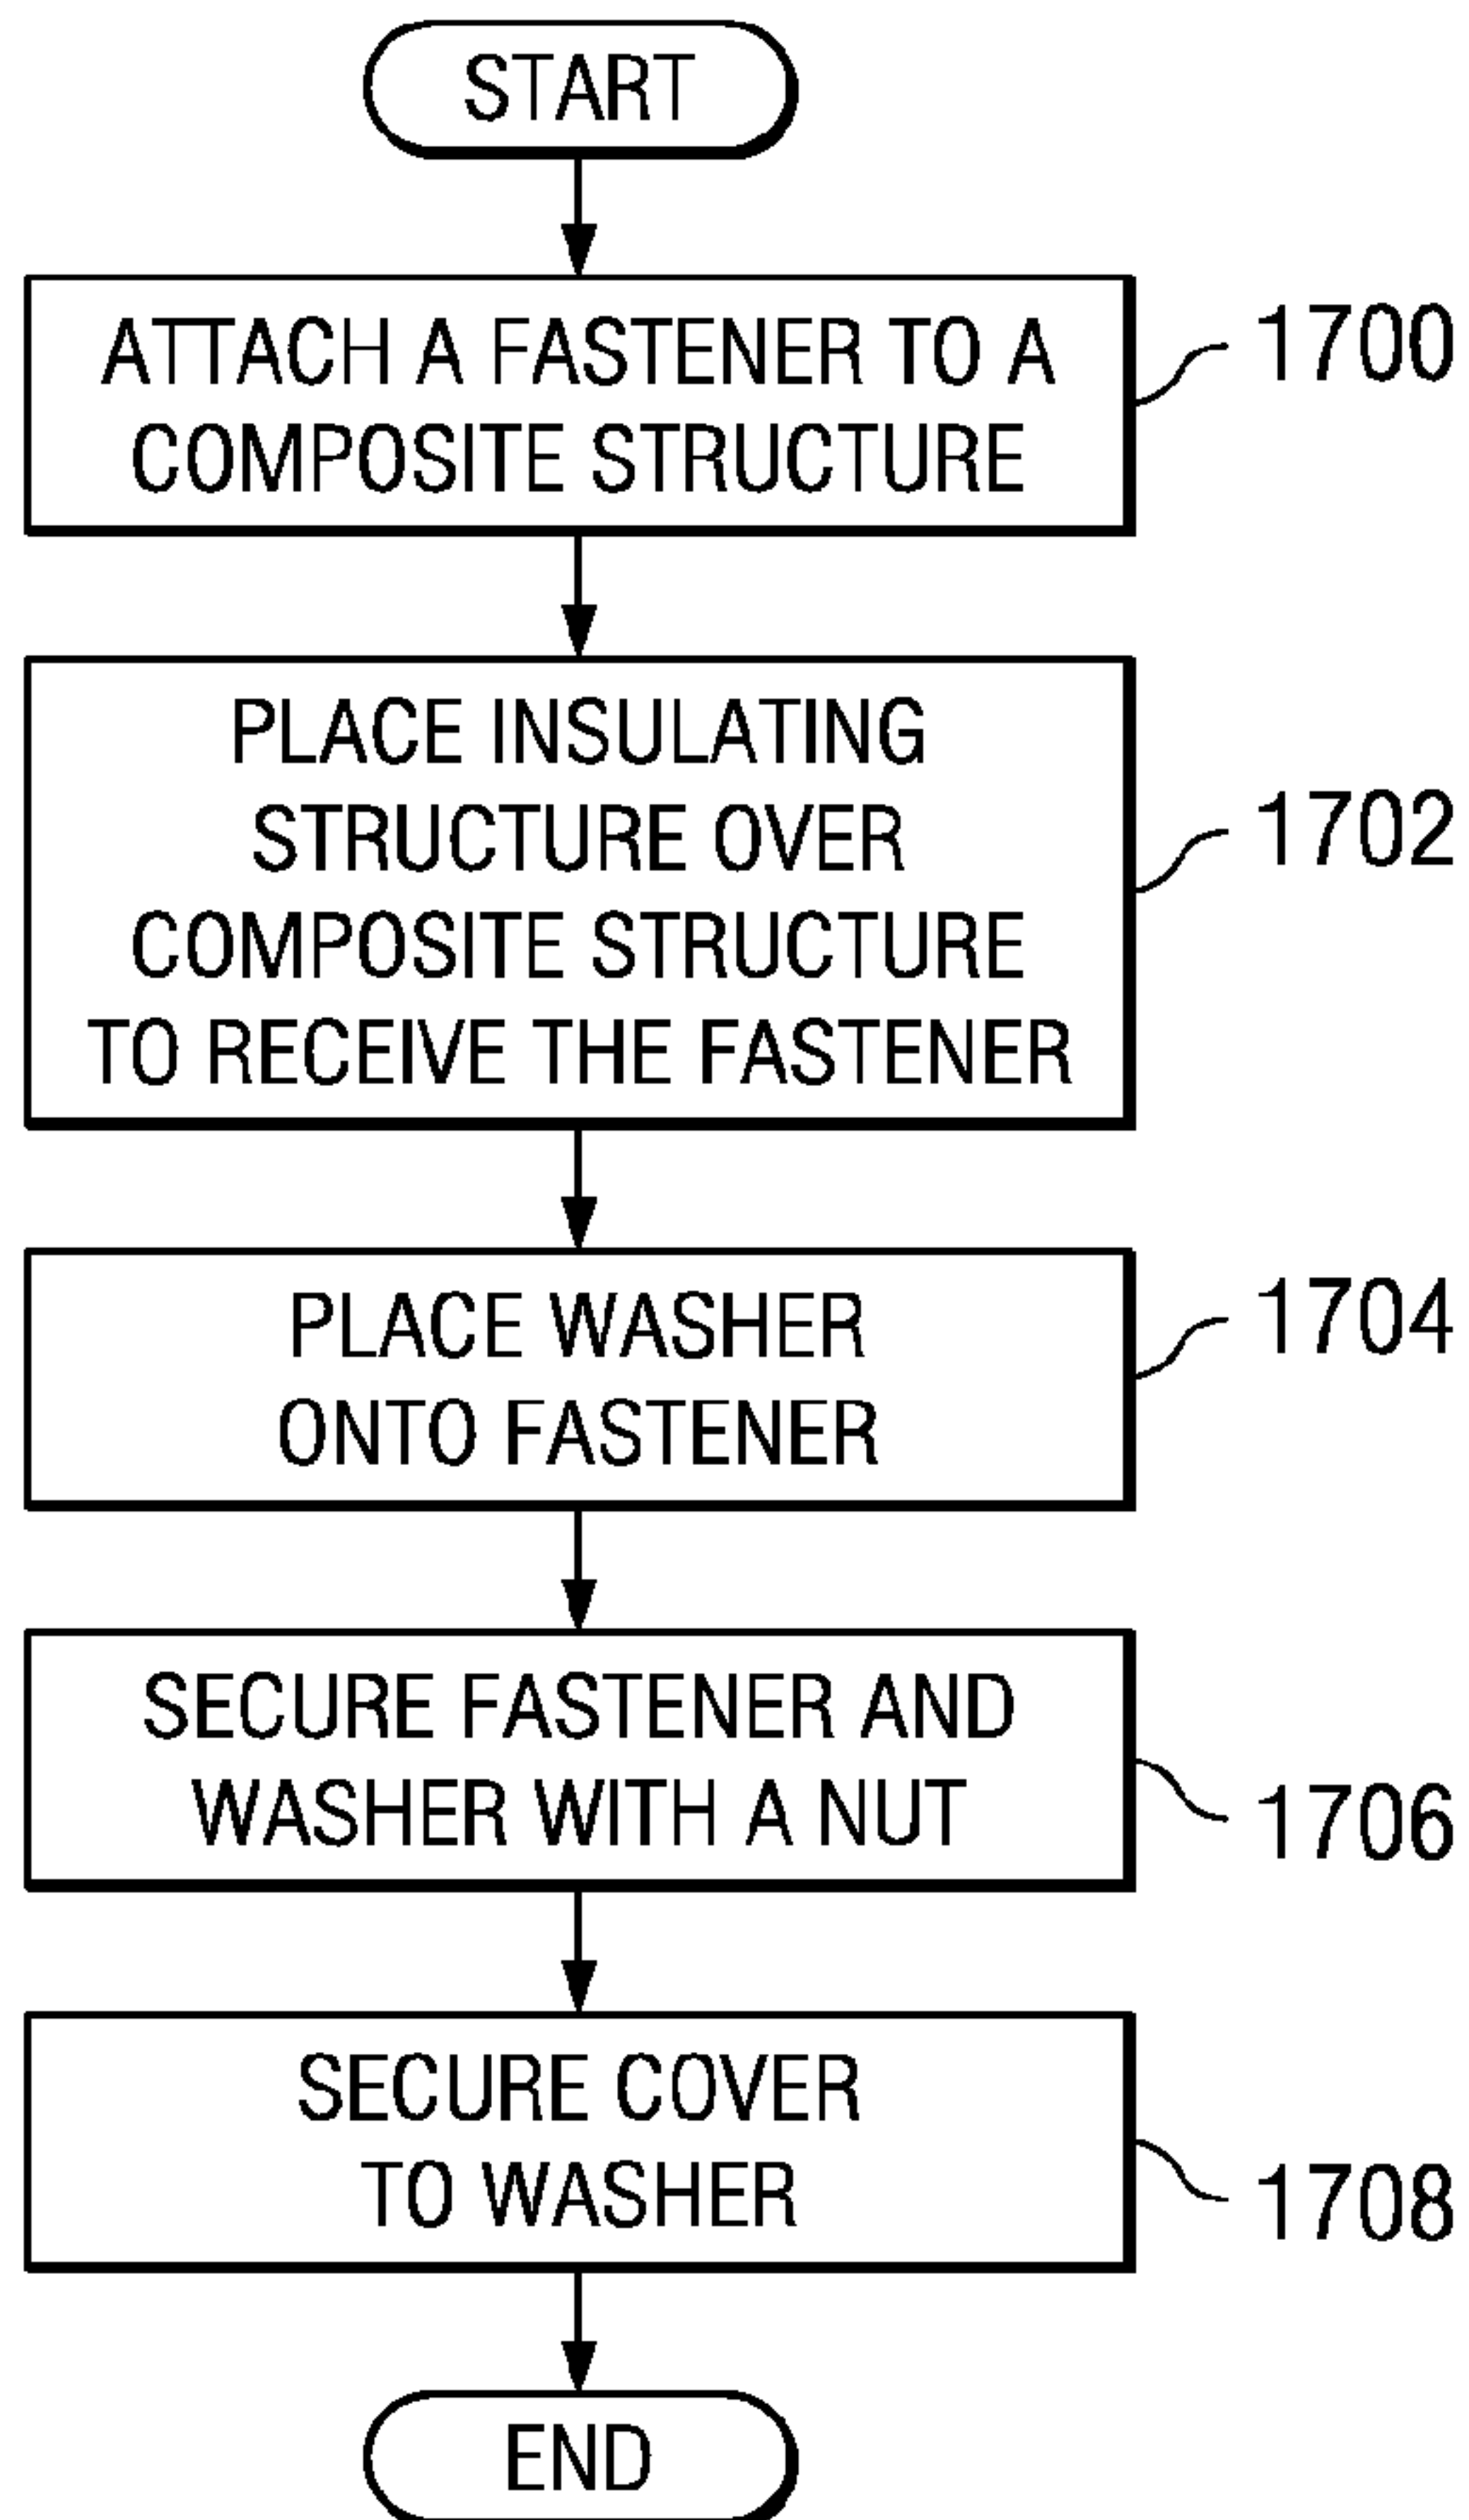 START
ATTACH A FASTENER TO A
COMPOSITE STRUCTURE
1700
PLACE INSULATING
STRUCTURE OVER
COMPOSITE STRUCTURE
TO RECEIVE THE FASTENER
1702
PLACE WASHER
ONTO FASTENER
1704
SECURE FASTENER AND
WASHER WITH A NUT
1706
SECURE COVER
TO WASHER
1708
END